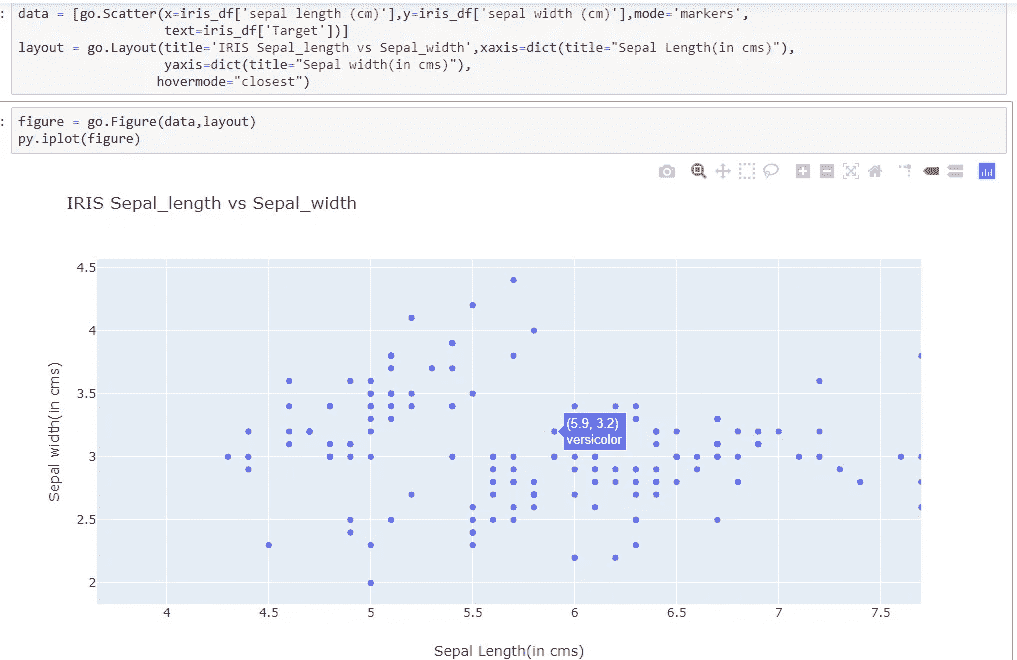 : data = [go.Scatter(x=iris_df['sepal length (cm)'],y=iris_df['sepal width (cm)'],mode='markers',
text=iris_df['Target'])]
layout = go.Layout(title='IRIS Sepal_length vs Sepal_width',xaxis=dict(title="Sepal Length(in cms)"),
yaxis=dict(title="Sepal width(in cms)"),
hovermode="closest")
: figure = go.Figure(data,layout)
py.iplot(figure)
IRIS Sepal_length vs Sepal_width
4.5
4
3.5
3
2.5
2
Sepal width(in cms)
(5.9, 3.2)
versicolor
4 4.5 5 5.5 6 6.5 7 7.5
Sepal Length(in cms)